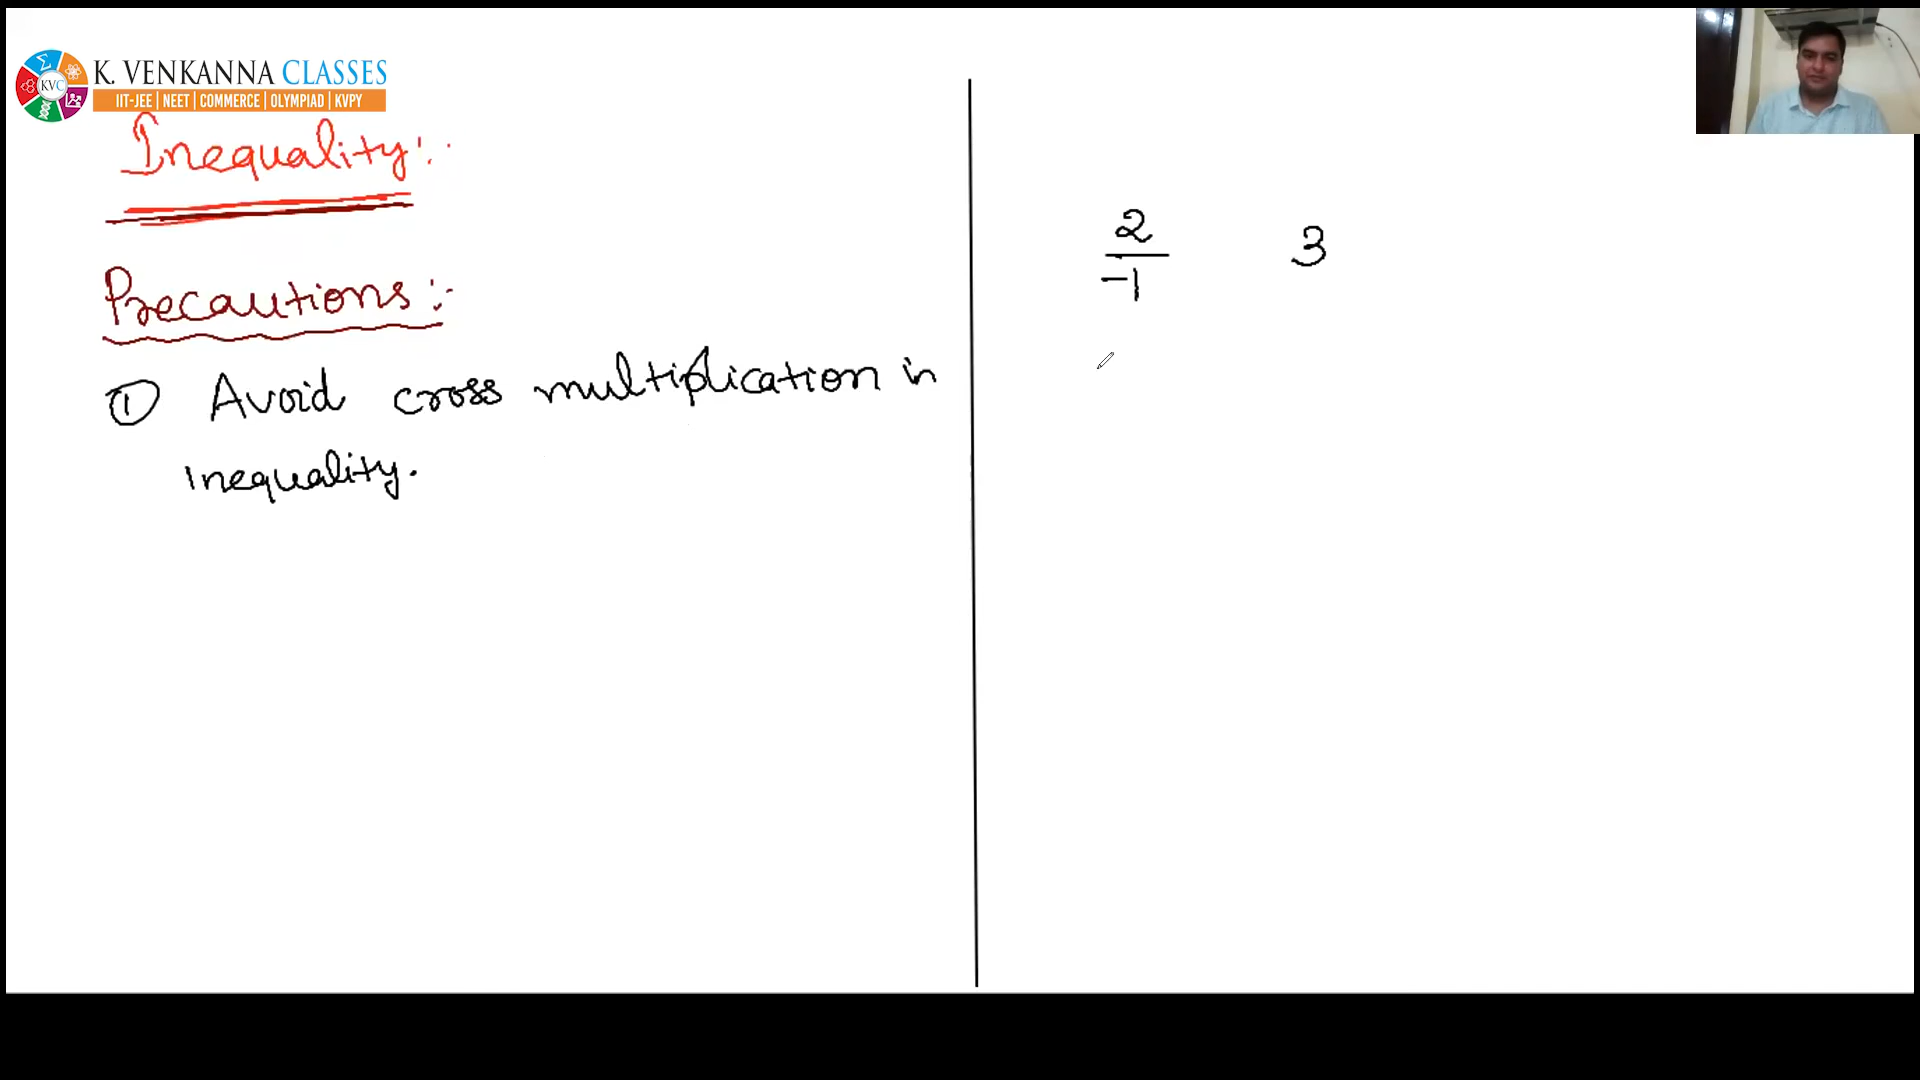 K. VENKANNA CLASSES
KVC
IIT-JEE | NEET | COMMERCE | OLYMPIAD | KVPY
Inequality:-
Precautions:-
① Avoid cross multiplication in
inequality.
2
-1
3